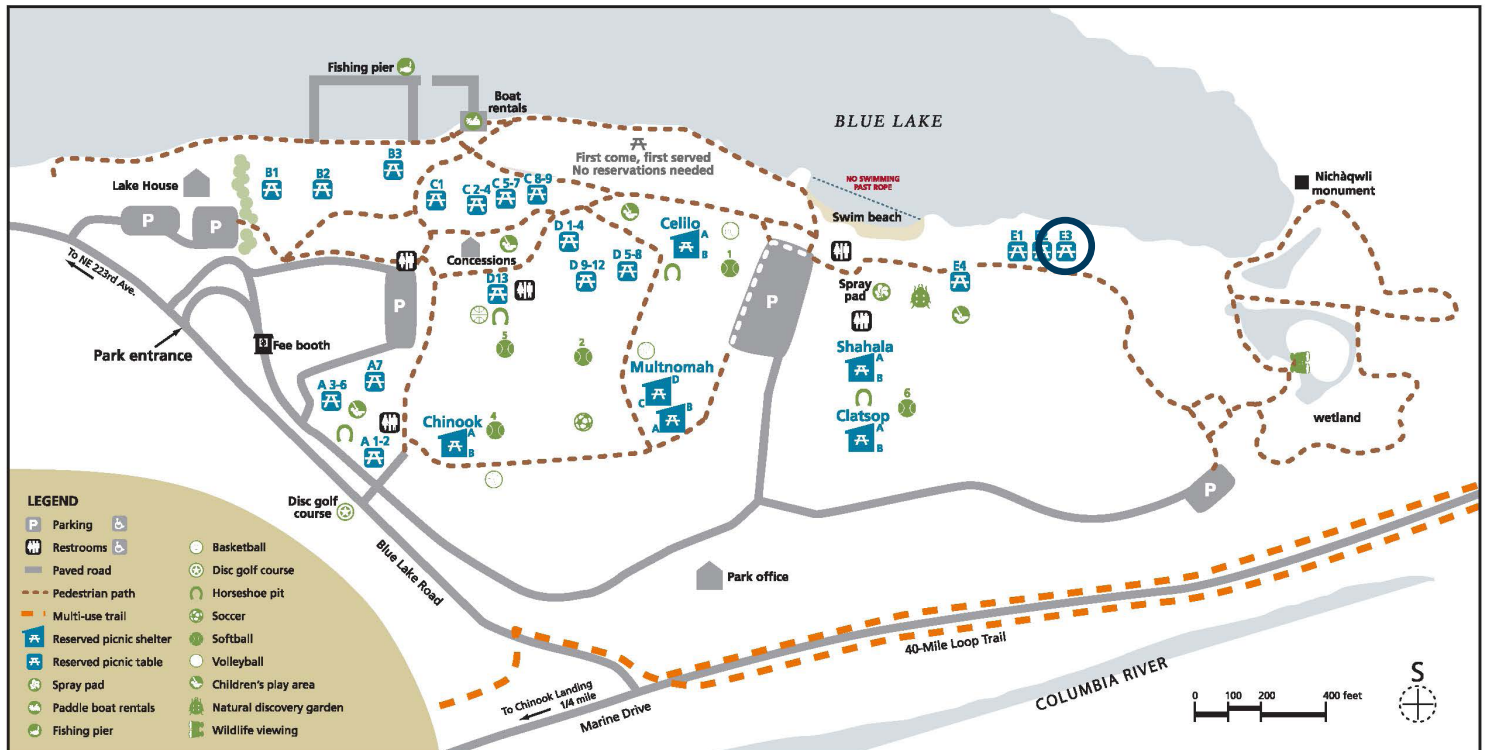 Fishing pier
Boat
rentals
BLUE LAKE
First come, first served
No reservations needed
NO SWIMMING
PAST ROPE
Swim beach
Nichàqwli
monument
Lake House
B1
B2
B3
C1
C 2-4
C 5-7
C 8-9
P
P
To NE 223rd Ave.
Concessions
D 1-4
D 5-8
D 9-12
D13
Celilo
A
B
1
E1
E3
E4
Spray
pad
P
P
Park entrance
Fee booth
5
2
A7
A 3-6
A 1-2
Multnomah
D
C
B
A
Shahala
A
B
6
Clatsop
A
B
Chinook
A
B
4
wetland
P
Disc golf
course
Blue Lake Road
Park office
40-Mile Loop Trail
To Chinook Landing
1/4 mile
Marine Drive
COLUMBIA RIVER
0 100 200 400 feet
S
LEGEND
P Parking
Restrooms
Paved road
Pedestrian path
Multi-use trail
Reserved picnic shelter
Reserved picnic table
Spray pad
Paddle boat rentals
Fishing pier
Basketball
Disc golf course
Horseshoe pit
Soccer
Softball
Volleyball
Children's play area
Natural discovery garden
Wildlife viewing